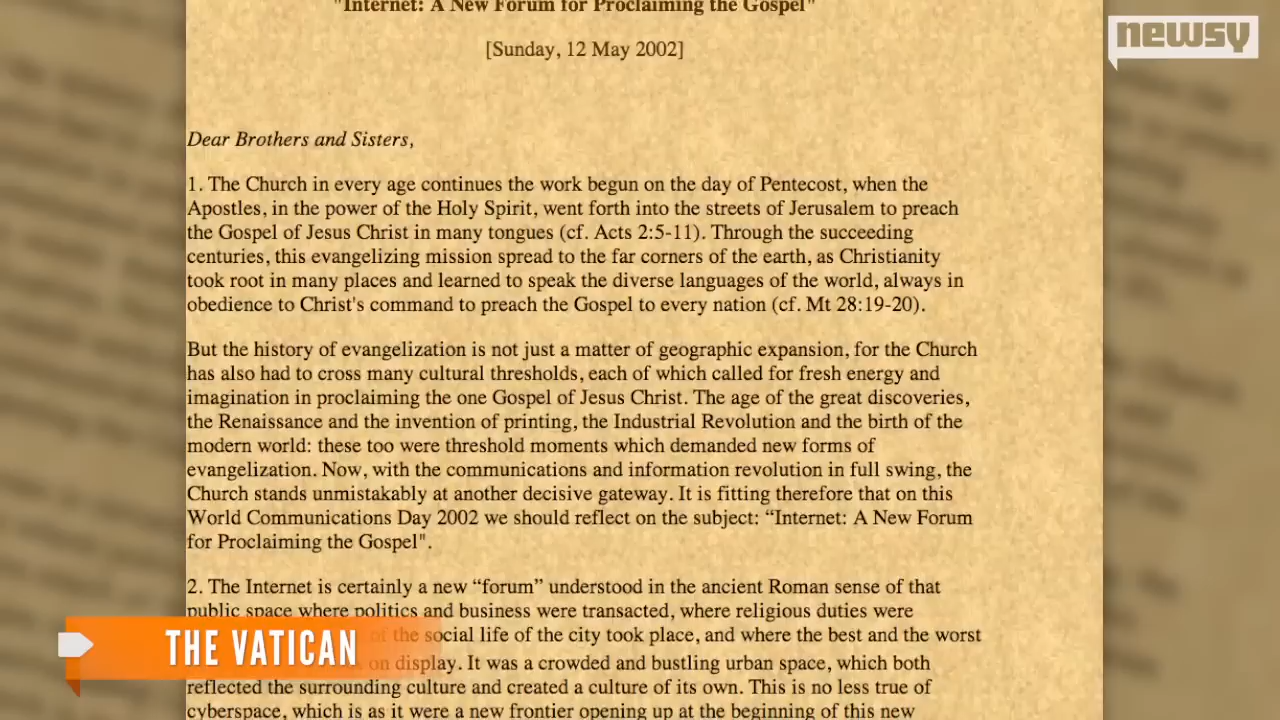 "Internet: A New Forum for Proclaiming the Gospel"
newsy
[Sunday, 12 May 2002]
Dear Brothers and Sisters,
1. The Church in every age continues the work begun on the day of Pentecost, when the
Apostles, in the power of the Holy Spirit, went forth into the streets of Jerusalem to preach
the Gospel of Jesus Christ in many tongues (cf. Acts 2:5-11). Through the succeeding
centuries, this evangelizing mission spread to the far corners of the earth, as Christianity
took root in many places and learned to speak the diverse languages of the world, always in
obedience to Christ's command to preach the Gospel to every nation (cf. Mt 28:19-20).
But the history of evangelization is not just a matter of geographic expansion, for the Church
has also had to cross many cultural thresholds, each of which called for fresh energy and
imagination in proclaiming the one Gospel of Jesus Christ. The age of the great discoveries,
the Renaissance and the invention of printing, the Industrial Revolution and the birth of the
modern world: these too were threshold moments which demanded new forms of
evangelization. Now, with the communications and information revolution in full swing, the
Church stands unmistakably at another decisive gateway. It is fitting therefore that on this
World Communications Day 2002 we should reflect on the subject: “Internet: A New Forum
for Proclaiming the Gospel".
2. The Internet is certainly a new “forum” understood in the ancient Roman sense of that
public space where politics and business were transacted, where religious duties were
of the social life of the city took place, and where the best and the worst
on display. It was a crowded and bustling urban space, which both
reflected the surrounding culture and created a culture of its own. This is no less true of
cyberspace, which is as it were a new frontier opening up at the beginning of this new
THE VATICAN